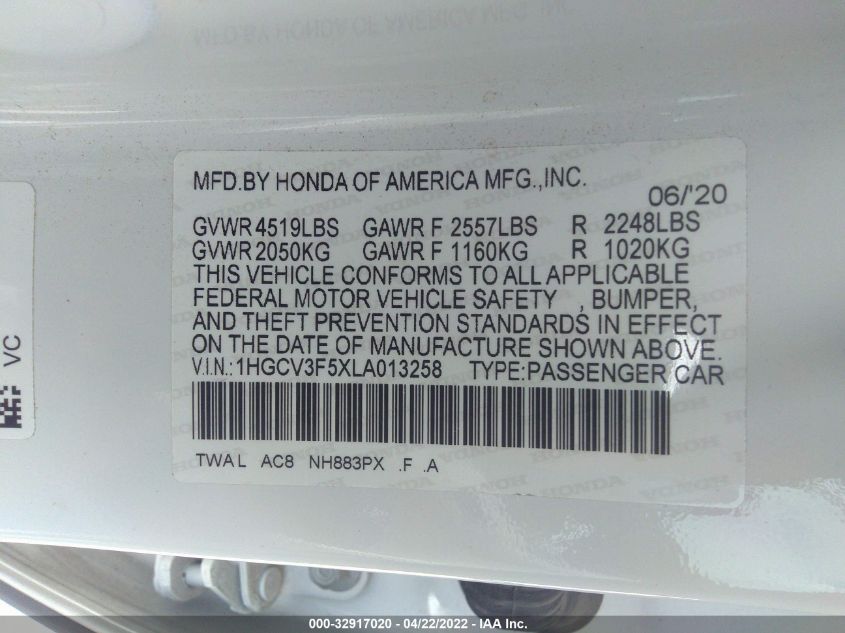 MFD.BY HONDA OF AMERICA MFG.,INC.
06/'20
GVWR 4519LBS GAWR F 2557LBS R 2248LBS
GVWR 2050KG GAWR F 1160KG R 1020KG
THIS VEHICLE CONFORMS TO ALL APPLICABLE
FEDERAL MOTOR VEHICLE SAFETY , BUMPER,
AND THEFT PREVENTION STANDARDS IN EFFECT
ON THE DATE OF MANUFACTURE SHOWN ABOVE.
V.I.N.:1HGCV3F5XLA013258 TYPE:PASSENGER CAR
TWAL AC8 NH883PX .F .A
VC
000-32917020 - 04/22/2022 - IAA Inc.